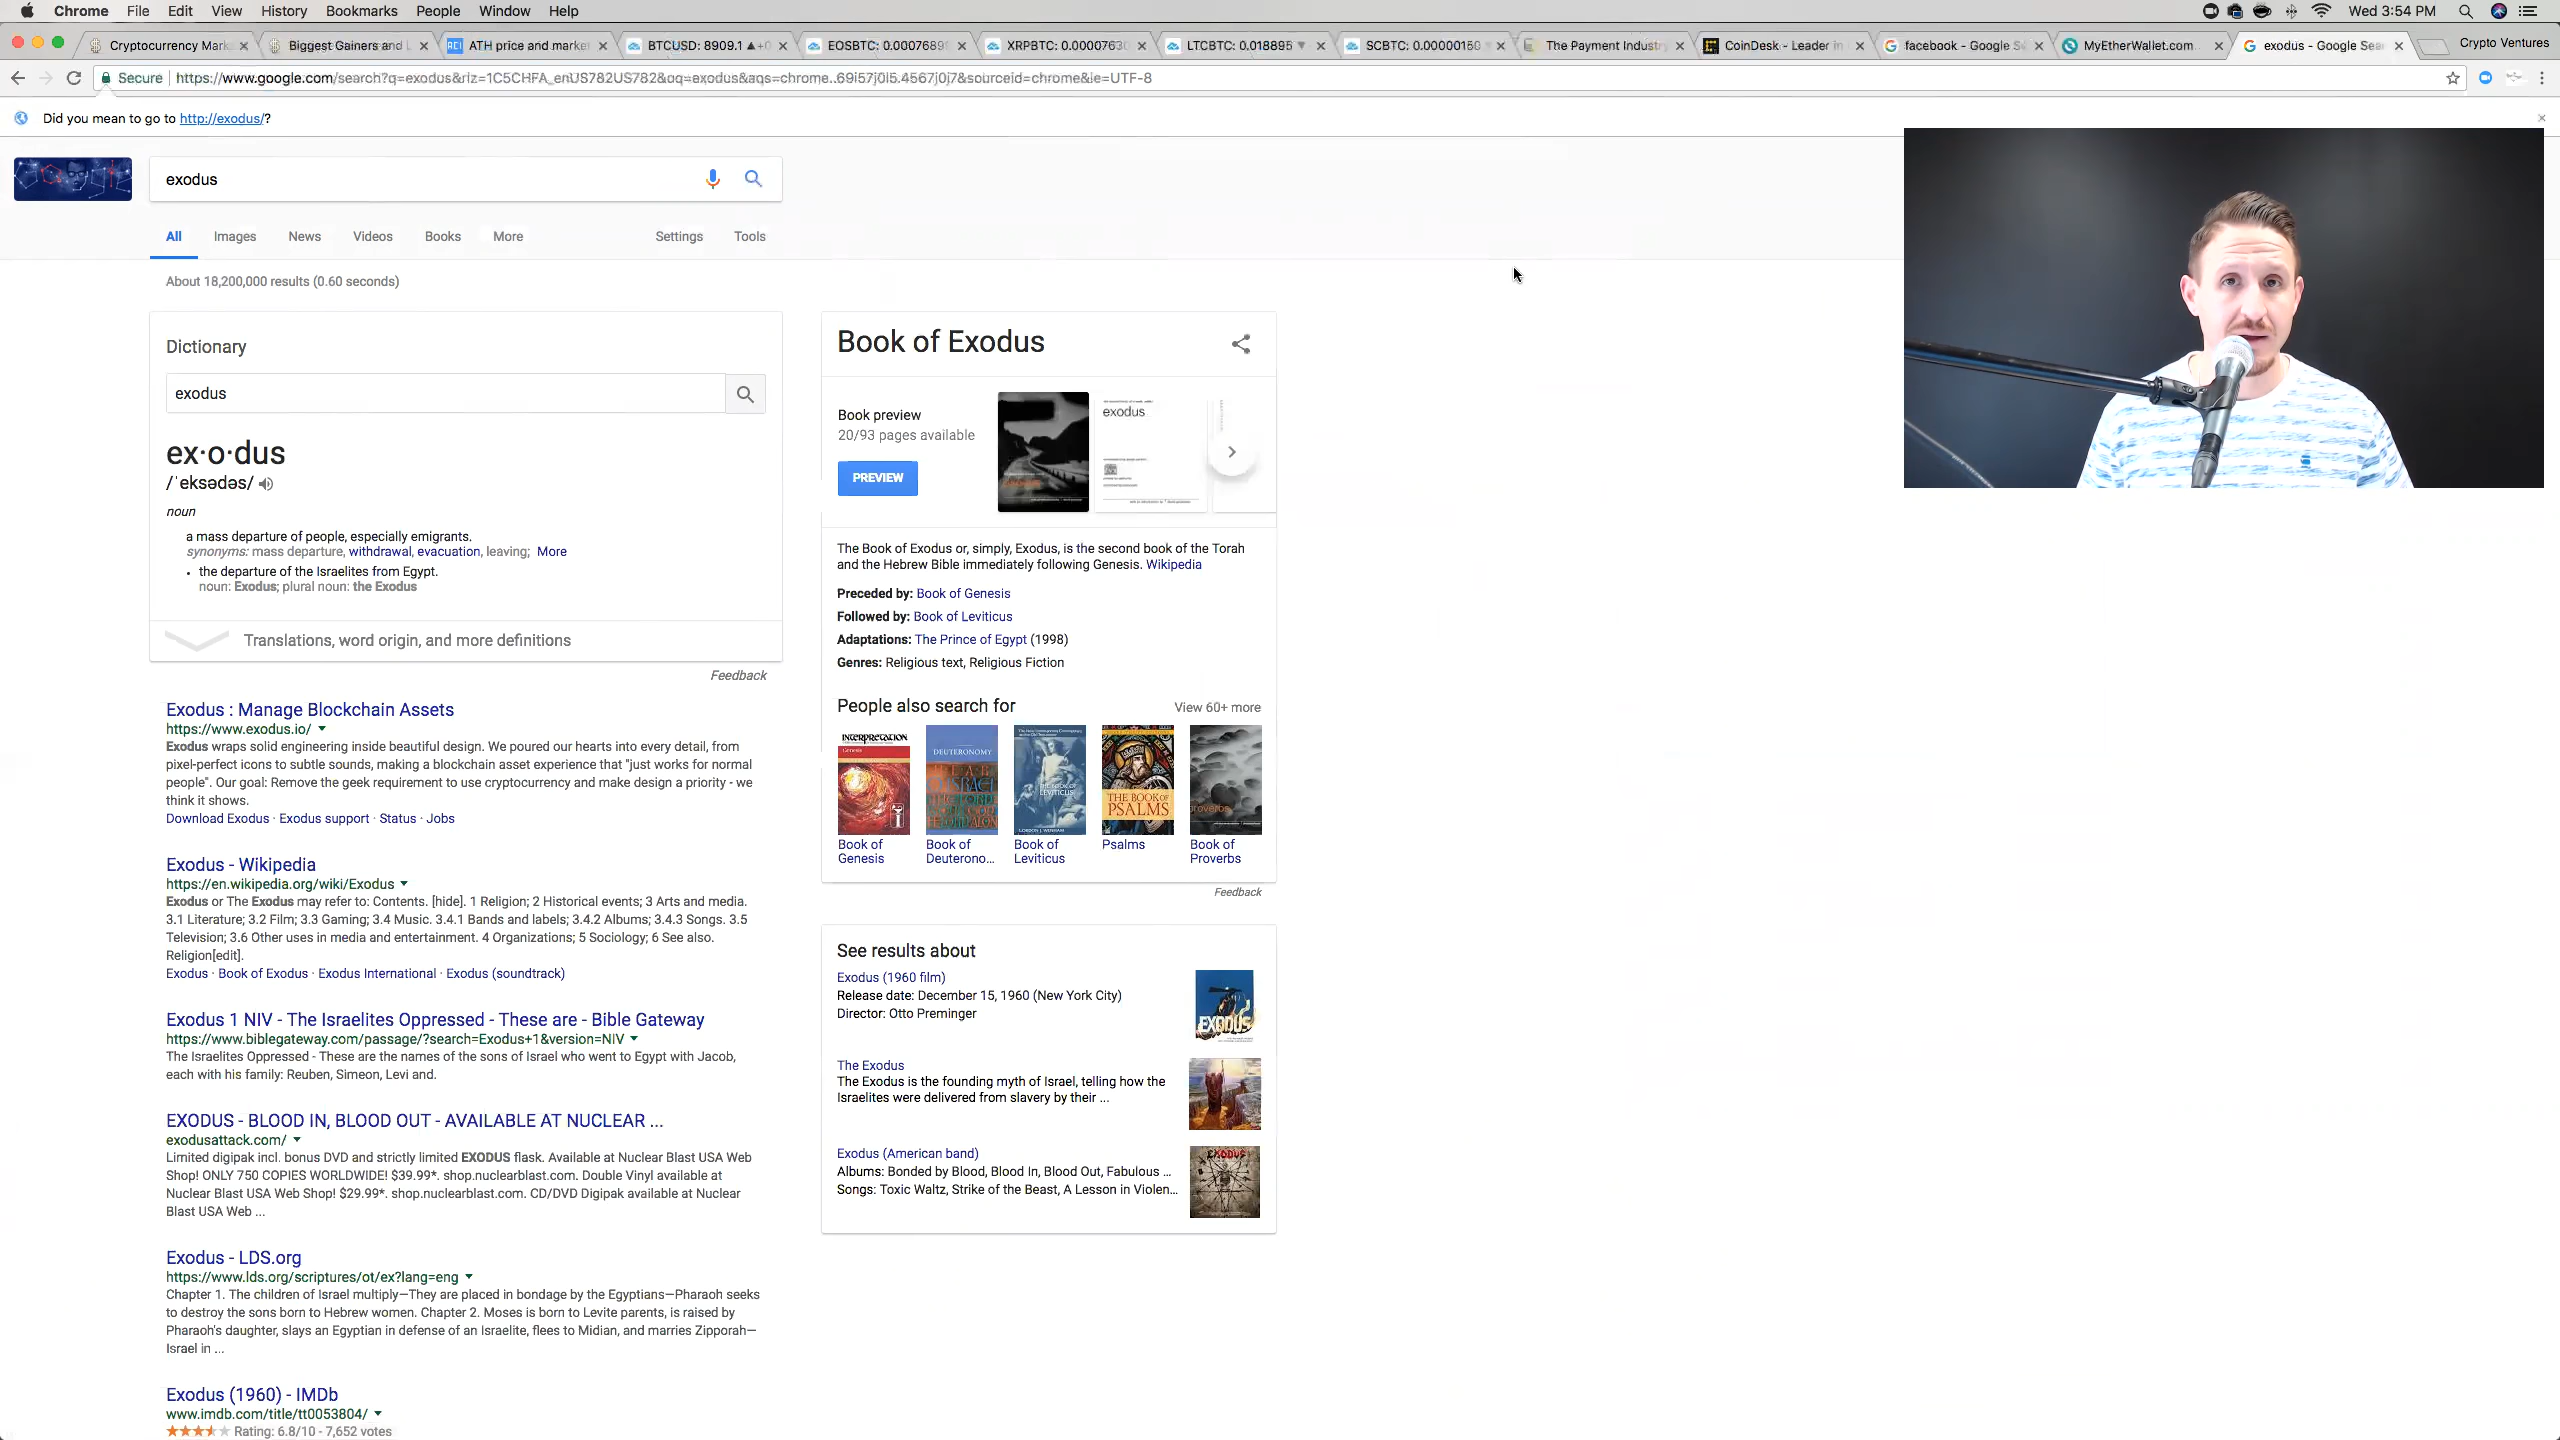 Chrome File Edit View History Bookmarks People Window Help Wed 3:54 PM
Cryptocurrency Mark Biggest Gainers and L ATH price and market BTCUSD: 8909.1 ▲ +0 EOSBTC: 0.00076899 XRPBTC: 0.00007630 LTCBTC: 0.018895 ▼ SCBTC: 0.00000150 The Payment Industry CoinDesk - Leader in facebook - Google Se MyEtherWallet.com exodus - Google Sear Crypto Ventures
Secure https://www.google.com/search?q=exodus&rlz=1C5CHFA_enUS782US782&oq=exodus&aqs=chrome..69i57j0l5.4567j0j7&sourceid=chrome&ie=UTF-8
Did you mean to go to http://exodus/?
exodus
All Images News Videos Books More Settings Tools
About 18,200,000 results (0.60 seconds)
Dictionary
exodus
ex·o·dus
/ˈeksədəs/
noun
a mass departure of people, especially emigrants.
synonyms: mass departure, withdrawal, evacuation, leaving; More
• the departure of the Israelites from Egypt.
noun: Exodus; plural noun: the Exodus
Translations, word origin, and more definitions
Feedback
Exodus : Manage Blockchain Assets
https://www.exodus.io/
Exodus wraps solid engineering inside beautiful design. We poured our hearts into every detail, from
pixel-perfect icons to subtle sounds, making a blockchain asset experience that "just works for normal
people". Our goal: Remove the geek requirement to use cryptocurrency and make design a priority - we
think it shows.
Download Exodus · Exodus support · Status · Jobs
Exodus - Wikipedia
https://en.wikipedia.org/wiki/Exodus
Exodus or The Exodus may refer to: Contents. [hide]. 1 Religion; 2 Historical events; 3 Arts and media.
3.1 Literature; 3.2 Film; 3.3 Gaming; 3.4 Music. 3.4.1 Bands and labels; 3.4.2 Albums; 3.4.3 Songs. 3.5
Television; 3.6 Other uses in media and entertainment. 4 Organizations; 5 Sociology; 6 See also.
Religion[edit].
Exodus · Book of Exodus · Exodus International · Exodus (soundtrack)
Exodus 1 NIV - The Israelites Oppressed - These are - Bible Gateway
https://www.biblegateway.com/passage/?search=Exodus+1&version=NIV
The Israelites Oppressed - These are the names of the sons of Israel who went to Egypt with Jacob,
each with his family: Reuben, Simeon, Levi and.
EXODUS - BLOOD IN, BLOOD OUT - AVAILABLE AT NUCLEAR ...
exodusattack.com/
Limited digipak incl. bonus DVD and strictly limited EXODUS flask. Available at Nuclear Blast USA Web
Shop! ONLY 750 COPIES WORLDWIDE! $39.99*. shop.nuclearblast.com. Double Vinyl available at
Nuclear Blast USA Web Shop! $29.99*. shop.nuclearblast.com. CD/DVD Digipak available at Nuclear
Blast USA Web ...
Exodus - LDS.org
https://www.lds.org/scriptures/ot/ex?lang=eng
Chapter 1. The children of Israel multiply—They are placed in bondage by the Egyptians—Pharaoh seeks
to destroy the sons born to Hebrew women. Chapter 2. Moses is born to Levite parents, is raised by
Pharaoh's daughter, slays an Egyptian in defense of an Israelite, flees to Midian, and marries Zipporah—
Israel in ...
Exodus (1960) - IMDb
www.imdb.com/title/tt0053804/
Rating: 6.8/10 - 7,652 votes
Book of Exodus
Book preview
20/93 pages available
PREVIEW
exodus
The Book of Exodus or, simply, Exodus, is the second book of the Torah
and the Hebrew Bible immediately following Genesis. Wikipedia
Preceded by: Book of Genesis
Followed by: Book of Leviticus
Adaptations: The Prince of Egypt (1998)
Genres: Religious text, Religious Fiction
People also search for View 60+ more
INTERPRETATION
Genesis
DEUTERONOMY
THE BOOK OF
LEVITICUS
GORDON J. WENHAM
THE BOOK OF
PSALMS
proverbs
Book of
Genesis
Book of
Deuterono...
Book of
Leviticus
Psalms
Book of
Proverbs
Feedback
See results about
Exodus (1960 film)
Release date: December 15, 1960 (New York City)
Director: Otto Preminger
EXODUS
The Exodus
The Exodus is the founding myth of Israel, telling how the
Israelites were delivered from slavery by their ...
Exodus (American band)
Albums: Bonded by Blood, Blood In, Blood Out, Fabulous ...
Songs: Toxic Waltz, Strike of the Beast, A Lesson in Violen...
EXODUS